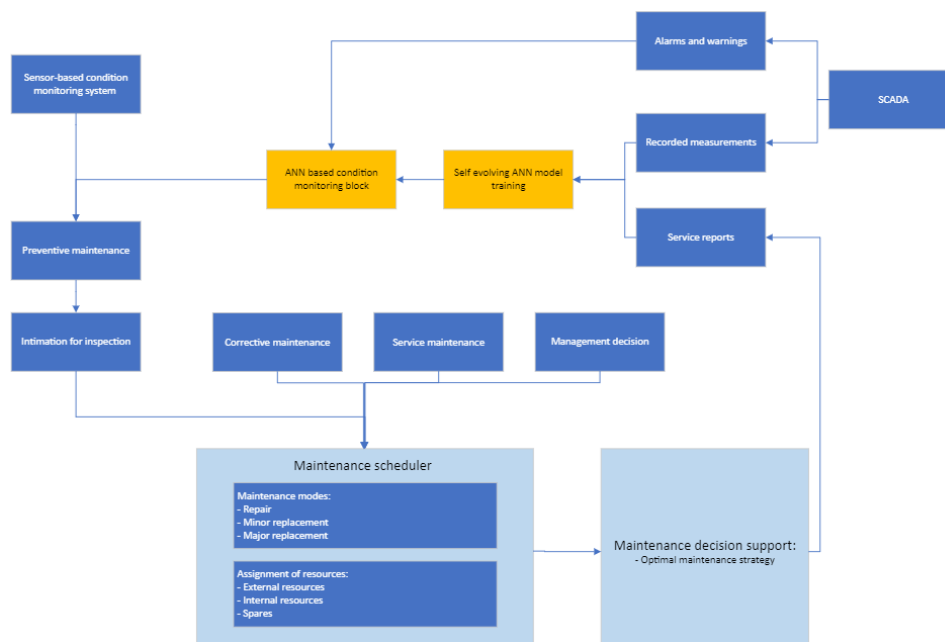 Alarms and warnings
Sensor-based condition
monitoring system
SCADA
Recorded measurements
ANN based condition
monitoring block
Self evolving ANN model
training
Service reports
Preventive maintenance
Intimation for inspection
Corrective maintenance
Service maintenance
Management decision
Maintenance scheduler
Maintenance modes:
- Repair
- Minor replacement
- Major replacement
Assignment of resources:
- External resources
- Internal resources
- Spares
Maintenance decision support:
- Optimal maintenance strategy